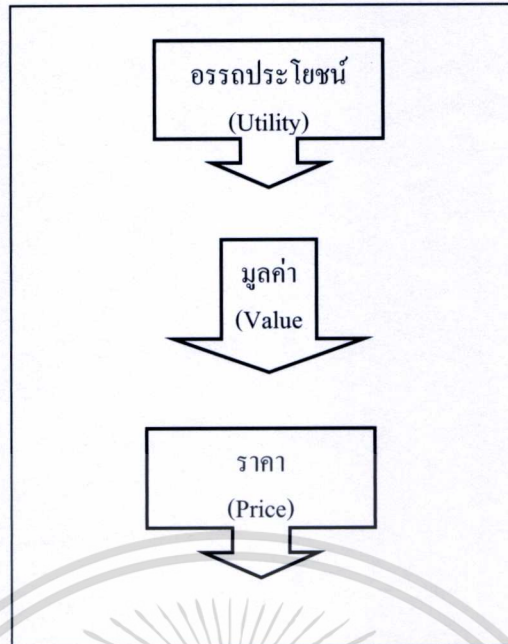 อรรถประโยชน์
(Utility)
มูลค่า
(Value
ราคา
(Price)